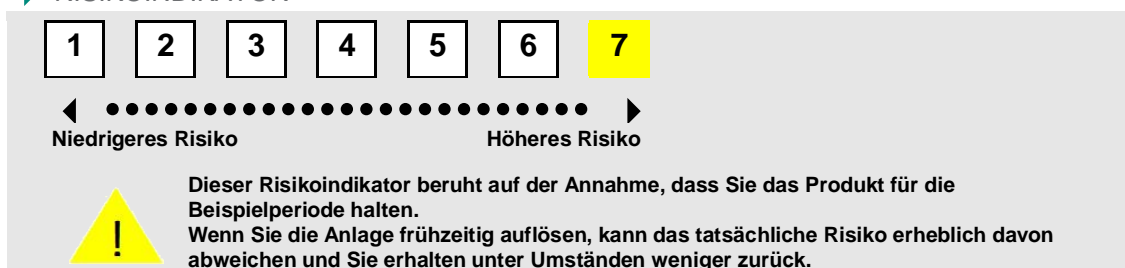 RISIKOINDIKATOR
1 2 3 4 5 6 7
Niedrigeres Risiko Höheres Risiko
Dieser Risikoindikator beruht auf der Annahme, dass Sie das Produkt für die
Beispielperiode halten.
! Wenn Sie die Anlage frühzeitig auflösen, kann das tatsächliche Risiko erheblich davon
abweichen und Sie erhalten unter Umständen weniger zurück.